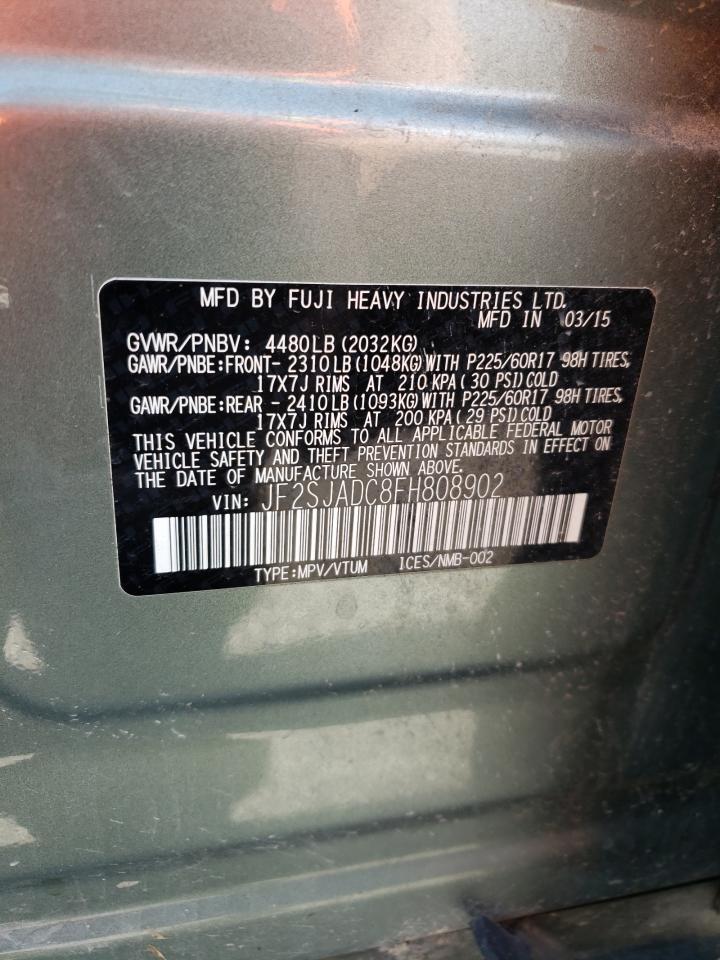 MFD BY FUJI HEAVY INDUSTRIES LTD.
MFD IN 03/15
GVWR/PNBV: 4480LB (2032KG)
GAWR/PNBE:FRONT- 2310 LB (1048KG) WITH P225/60R17 98H TIRES,
17X7J RIMS AT 210 KPA ( 30 PSI) COLD
GAWR/PNBE:REAR - 2410 LB (1093KG) WITH P225/60R17 98H TIRES,
17X7J RIMS AT 200 KPA ( 29 PSI) COLD
THIS VEHICLE CONFORMS TO ALL APPLICABLE FEDERAL MOTOR
VEHICLE SAFETY AND THEFT PREVENTION STANDARDS IN EFFECT ON
THE DATE OF MANUFACTURE SHOWN ABOVE.
VIN: JF2SJADC8FH808902
TYPE:MPV/VTUM ICES/NMB-002